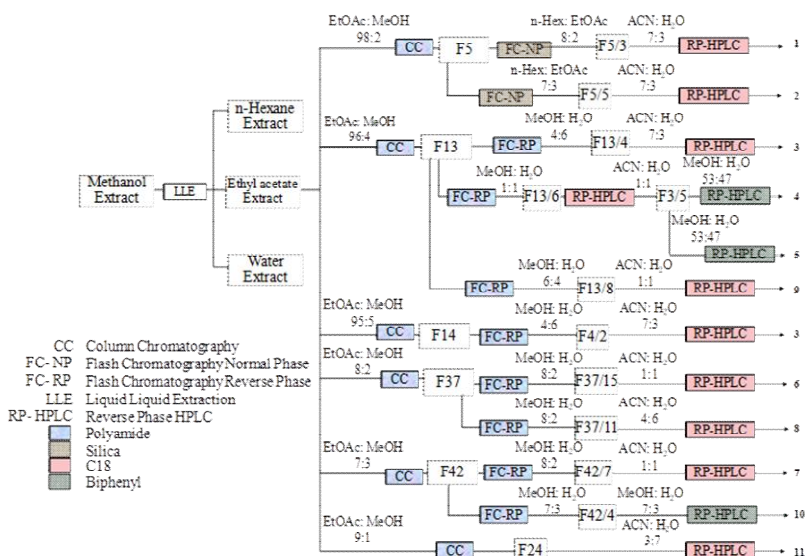 EtOAc: MeOH
98:2
CC
F5
n-Hex: EtOAc
8:2
FC-NP
F5/3
ACN: H₂O
7:3
RP-HPLC
1
n-Hex: EtOAc
7:3
FC-NP
F5/5
ACN: H₂O
7:3
RP-HPLC
2
EtOAc: MeOH
96:4
CC
F13
MeOH: H₂O
4:6
FC-RP
F13/4
ACN: H₂O
7:3
RP-HPLC
3
MeOH: H₂O
1:1
FC-RP
F13/6
RP-HPLC
ACN: H₂O
1:1
F3/5
MeOH: H₂O
53:47
RP-HPLC
4
MeOH: H₂O
53:47
RP-HPLC
5
MeOH: H₂O
6:4
FC-RP
F13/8
ACN: H₂O
1:1
RP-HPLC
9
EtOAc: MeOH
95:5
CC
F14
MeOH: H₂O
4:6
FC-RP
F4/2
ACN: H₂O
7:3
RP-HPLC
3
EtOAc: MeOH
8:2
CC
F37
MeOH: H₂O
8:2
FC-RP
F37/15
ACN: H₂O
1:1
RP-HPLC
6
MeOH: H₂O
8:2
FC-RP
F37/11
ACN: H₂O
4:6
RP-HPLC
8
EtOAc: MeOH
7:3
CC
F42
MeOH: H₂O
8:2
FC-RP
F42/7
ACN: H₂O
1:1
RP-HPLC
7
MeOH: H₂O
7:3
FC-RP
F42/4
MeOH: H₂O
7:3
RP-HPLC
10
EtOAc: MeOH
9:1
CC
F24
ACN: H₂O
3:7
RP-HPLC
11
Methanol
Extract
LLE
n-Hexane
Extract
Ethyl acetate
Extract
Water
Extract
CC Column Chromatography
FC- NP Flash Chromatography Normal Phase
FC- RP Flash Chromatography Reverse Phase
LLE Liquid Liquid Extraction
RP- HPLC Reverse Phase HPLC
Polyamide
Silica
C18
Biphenyl